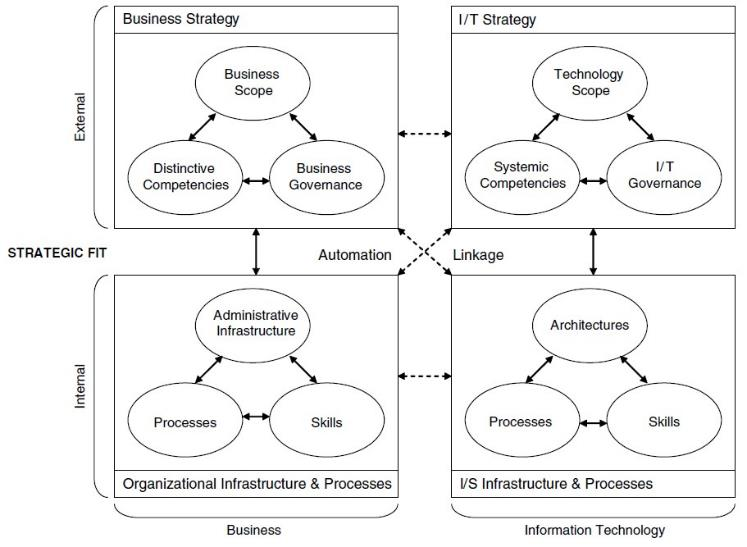 Business Strategy
I/T Strategy
External
Business
Scope
Distinctive
Competencies
Business
Governance
Technology
Scope
Systemic
Competencies
I/T
Governance
STRATEGIC FIT
Automation
Linkage
Internal
Administrative
Infrastructure
Processes
Skills
Organizational Infrastructure & Processes
Architectures
Processes
Skills
I/S Infrastructure & Processes
Business
Information Technology